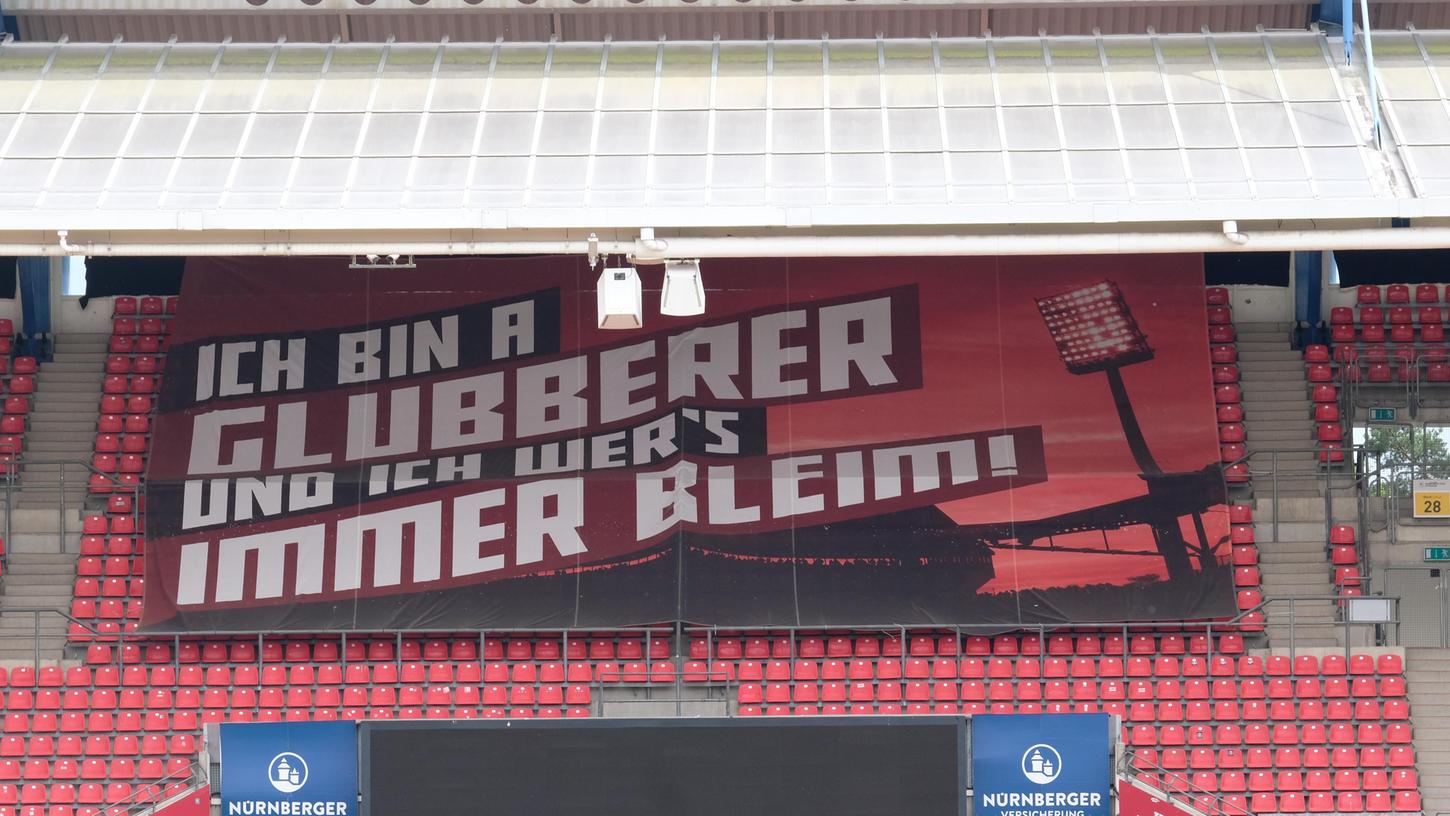 ICH BIN A
GLUBBERER
UND ICH WER'S
IMMER BLEIM!
28
NÜRNBERGER
NÜRNBERGER
VERSICHERUNG